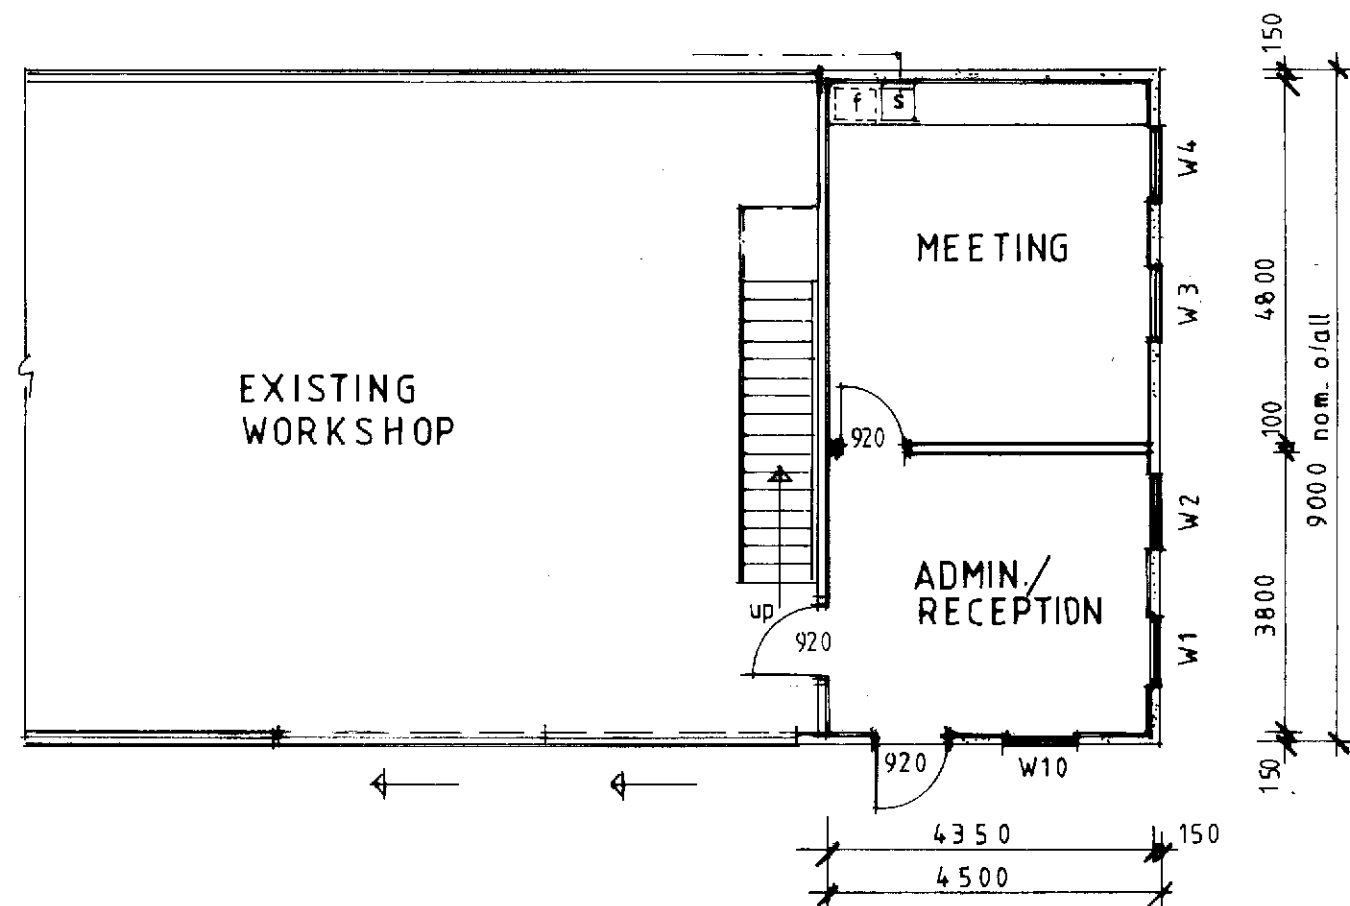 150
f
s
W4
MEETING
4800
W3
9000 nom. o/all
EXISTING
WORKSHOP
920
100
W2
ADMIN./
RECEPTION
3800
up
920
W1
920
W10
150
4350
150
4500